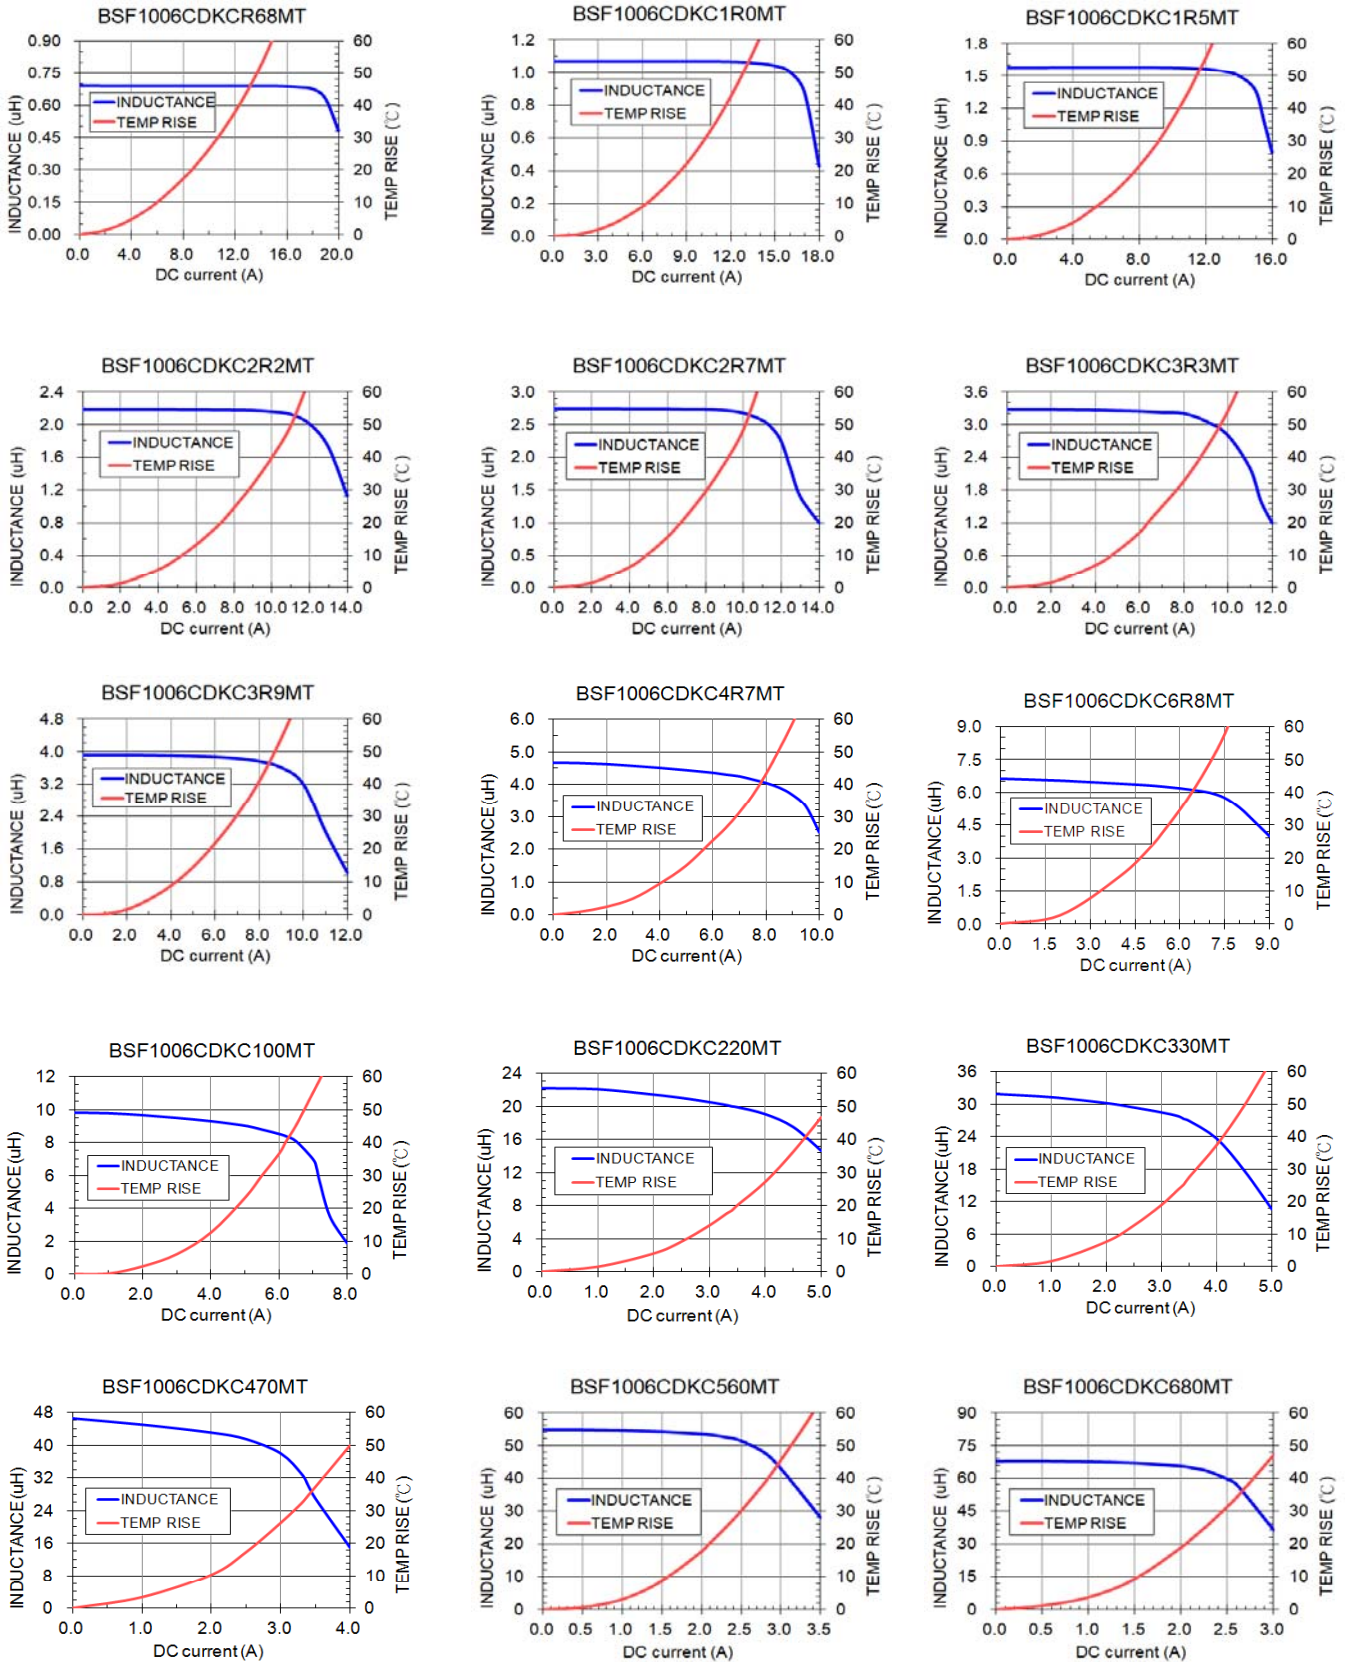 BSF1006CDKCR68MT
0.90
0.75
0.60
0.45
0.30
0.15
0.00
INDUCTANCE (uH)
INDUCTANCE
TEMP RISE
60
50
40
30
20
10
0
TEMP RISE (℃)
0.0 4.0 8.0 12.0 16.0 20.0
DC current (A)
BSF1006CDKC1R0MT
1.2
1.0
0.8
0.6
0.4
0.2
0.0
INDUCTANCE (uH)
INDUCTANCE
TEMP RISE
60
50
40
30
20
10
0
TEMP RISE (℃)
0.0 3.0 6.0 9.0 12.0 15.0 18.0
DC current (A)
BSF1006CDKC1R5MT
1.8
1.5
1.2
0.9
0.6
0.3
0.0
INDUCTANCE (uH)
INDUCTANCE
TEMP RISE
60
50
40
30
20
10
0
TEMP RISE (℃)
0.0 4.0 8.0 12.0 16.0
DC current (A)
BSF1006CDKC2R2MT
2.4
2.0
1.6
1.2
0.8
0.4
0.0
INDUCTANCE (uH)
INDUCTANCE
TEMP RISE
60
50
40
30
20
10
0
TEMP RISE (℃)
0.0 2.0 4.0 6.0 8.0 10.0 12.0 14.0
DC current (A)
BSF1006CDKC2R7MT
3.0
2.5
2.0
1.5
1.0
0.5
0.0
INDUCTANCE (uH)
INDUCTANCE
TEMP RISE
60
50
40
30
20
10
0
TEMP RISE (℃)
0.0 2.0 4.0 6.0 8.0 10.0 12.0 14.0
DC current (A)
BSF1006CDKC3R3MT
3.6
3.0
2.4
1.8
1.2
0.6
0.0
INDUCTANCE (uH)
INDUCTANCE
TEMP RISE
60
50
40
30
20
10
0
TEMP RISE (℃)
0.0 2.0 4.0 6.0 8.0 10.0 12.0
DC current (A)
BSF1006CDKC3R9MT
4.8
4.0
3.2
2.4
1.6
0.8
0.0
INDUCTANCE (uH)
INDUCTANCE
TEMP RISE
60
50
40
30
20
10
0
TEMP RISE (℃)
0.0 2.0 4.0 6.0 8.0 10.0 12.0
DC current (A)
BSF1006CDKC4R7MT
6.0
5.0
4.0
3.0
2.0
1.0
0.0
INDUCTANCE (uH)
INDUCTANCE
TEMP RISE
60
50
40
30
20
10
0
TEMP RISE (℃)
0.0 2.0 4.0 6.0 8.0 10.0
DC current (A)
BSF1006CDKC6R8MT
9.0
7.5
6.0
4.5
3.0
1.5
0.0
INDUCTANCE (uH)
INDUCTANCE
TEMP RISE
60
50
40
30
20
10
0
TEMP RISE (℃)
0.0 1.5 3.0 4.5 6.0 7.5 9.0
DC current (A)
BSF1006CDKC100MT
12
10
8
6
4
2
0
INDUCTANCE (uH)
INDUCTANCE
TEMP RISE
60
50
40
30
20
10
0
TEMP RISE (℃)
0.0 2.0 4.0 6.0 8.0
DC current (A)
BSF1006CDKC220MT
24
20
16
12
8
4
0
INDUCTANCE (uH)
INDUCTANCE
TEMP RISE
60
50
40
30
20
10
0
TEMP RISE (℃)
0.0 1.0 2.0 3.0 4.0 5.0
DC current (A)
BSF1006CDKC330MT
36
30
24
18
12
6
0
INDUCTANCE (uH)
INDUCTANCE
TEMP RISE
60
50
40
30
20
10
0
TEMP RISE (℃)
0.0 1.0 2.0 3.0 4.0 5.0
DC current (A)
BSF1006CDKC470MT
48
40
32
24
16
8
0
INDUCTANCE (uH)
INDUCTANCE
TEMP RISE
60
50
40
30
20
10
0
TEMP RISE (℃)
0.0 1.0 2.0 3.0 4.0
DC current (A)
BSF1006CDKC560MT
60
50
40
30
20
10
0
INDUCTANCE (uH)
INDUCTANCE
TEMP RISE
60
50
40
30
20
10
0
TEMP RISE (℃)
0.0 0.5 1.0 1.5 2.0 2.5 3.0 3.5
DC current (A)
BSF1006CDKC680MT
90
75
60
45
30
15
0
INDUCTANCE (uH)
INDUCTANCE
TEMP RISE
60
50
40
30
20
10
0
TEMP RISE (℃)
0.0 0.5 1.0 1.5 2.0 2.5 3.0
DC current (A)